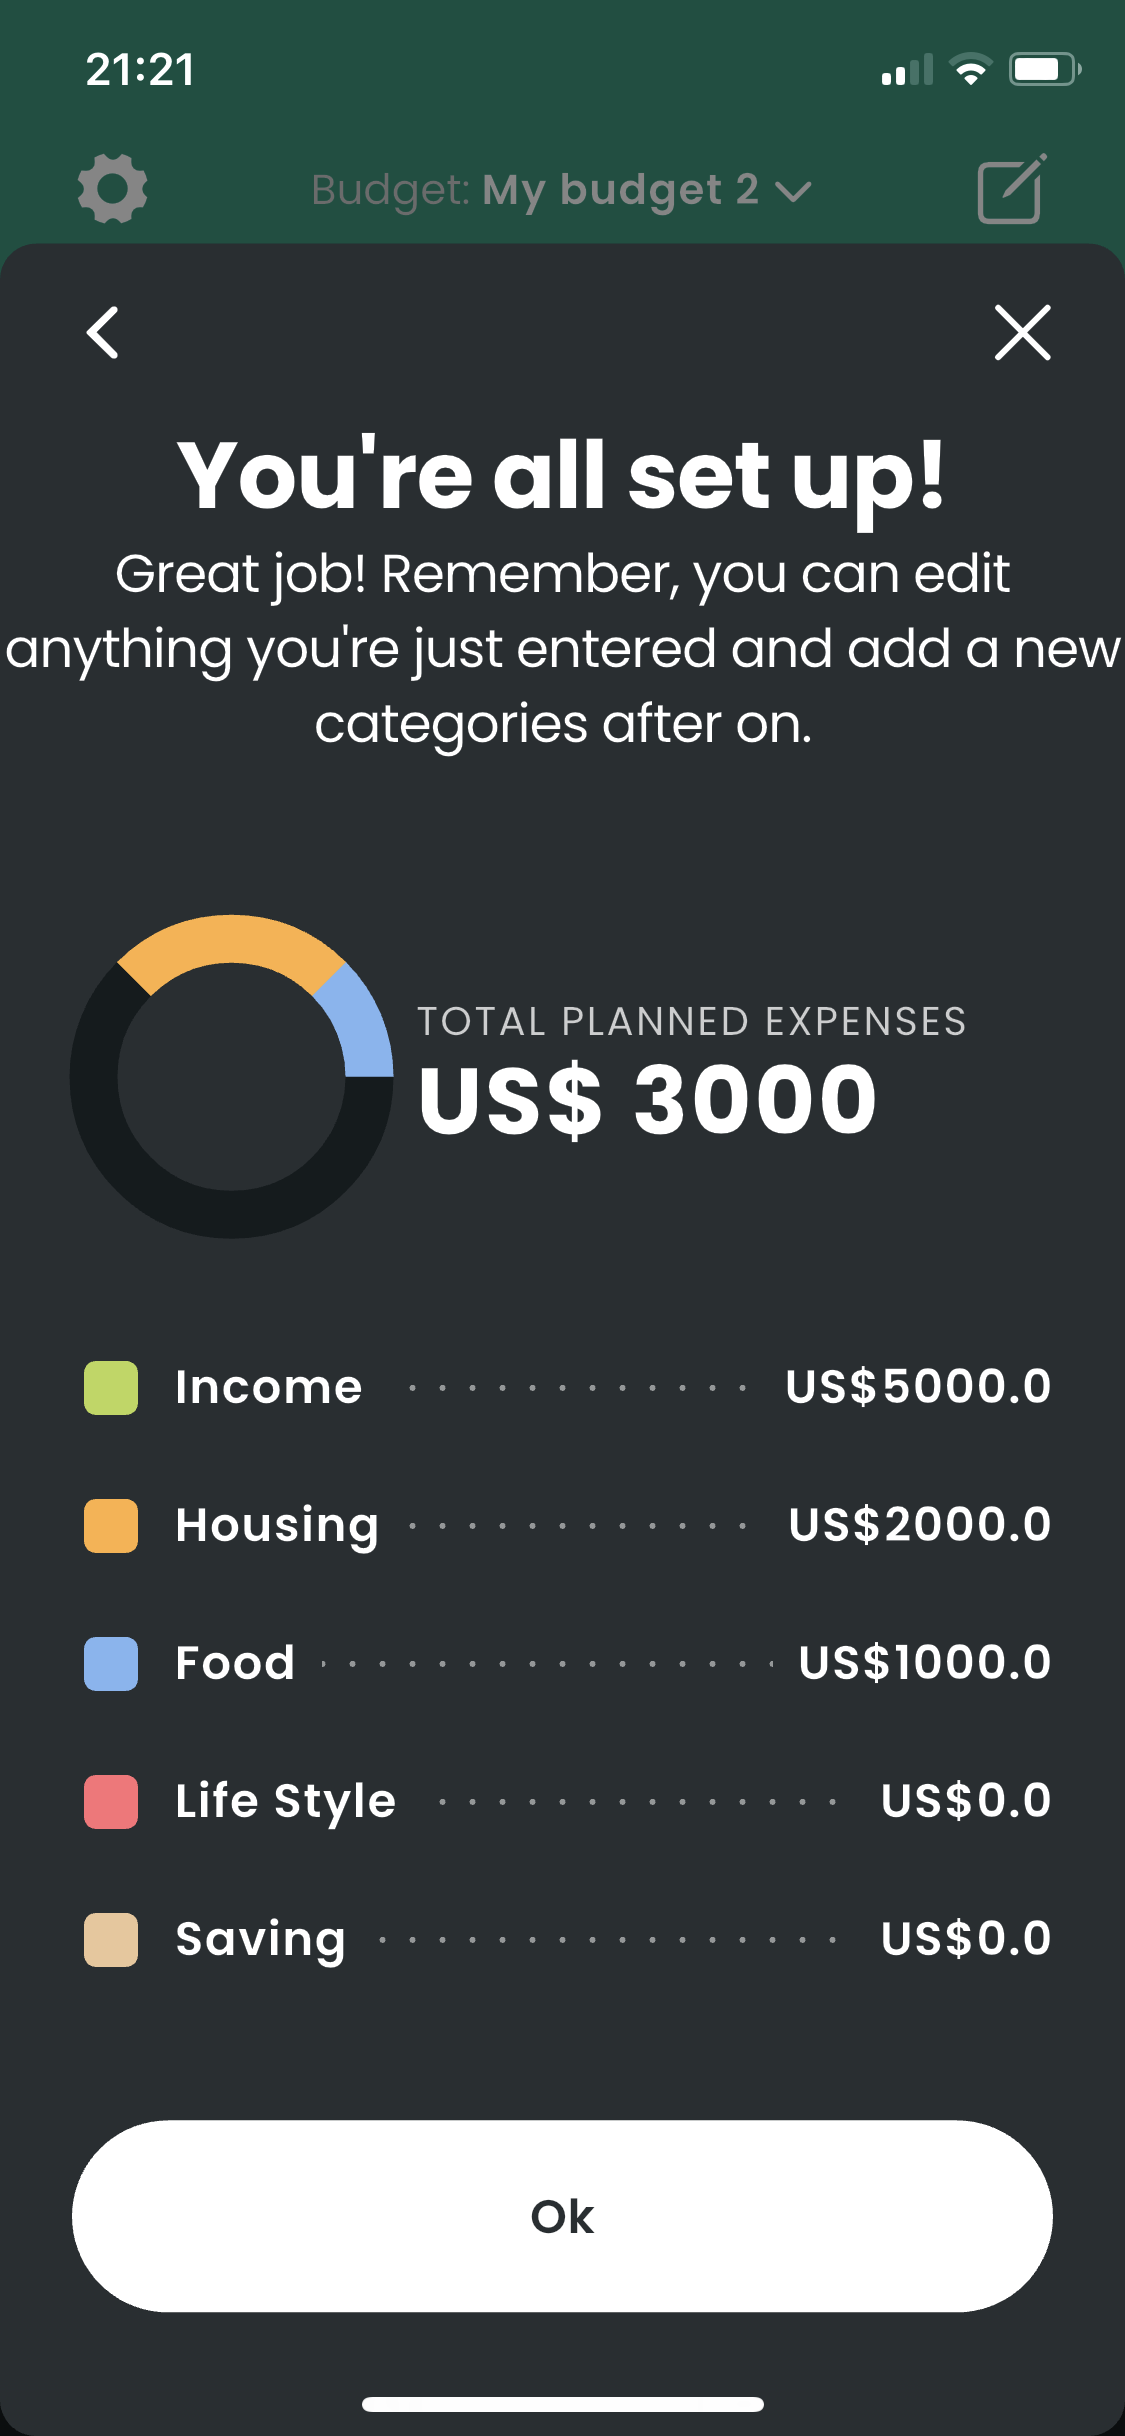 21:21
Budget: My budget 2
You're all set up!
Great job! Remember, you can edit
anything you're just entered and add a new
categories after on.
TOTAL PLANNED EXPENSES
US$ 3000
Income US$5000.0
Housing US$2000.0
Food US$1000.0
Life Style US$0.0
Saving US$0.0
Ok